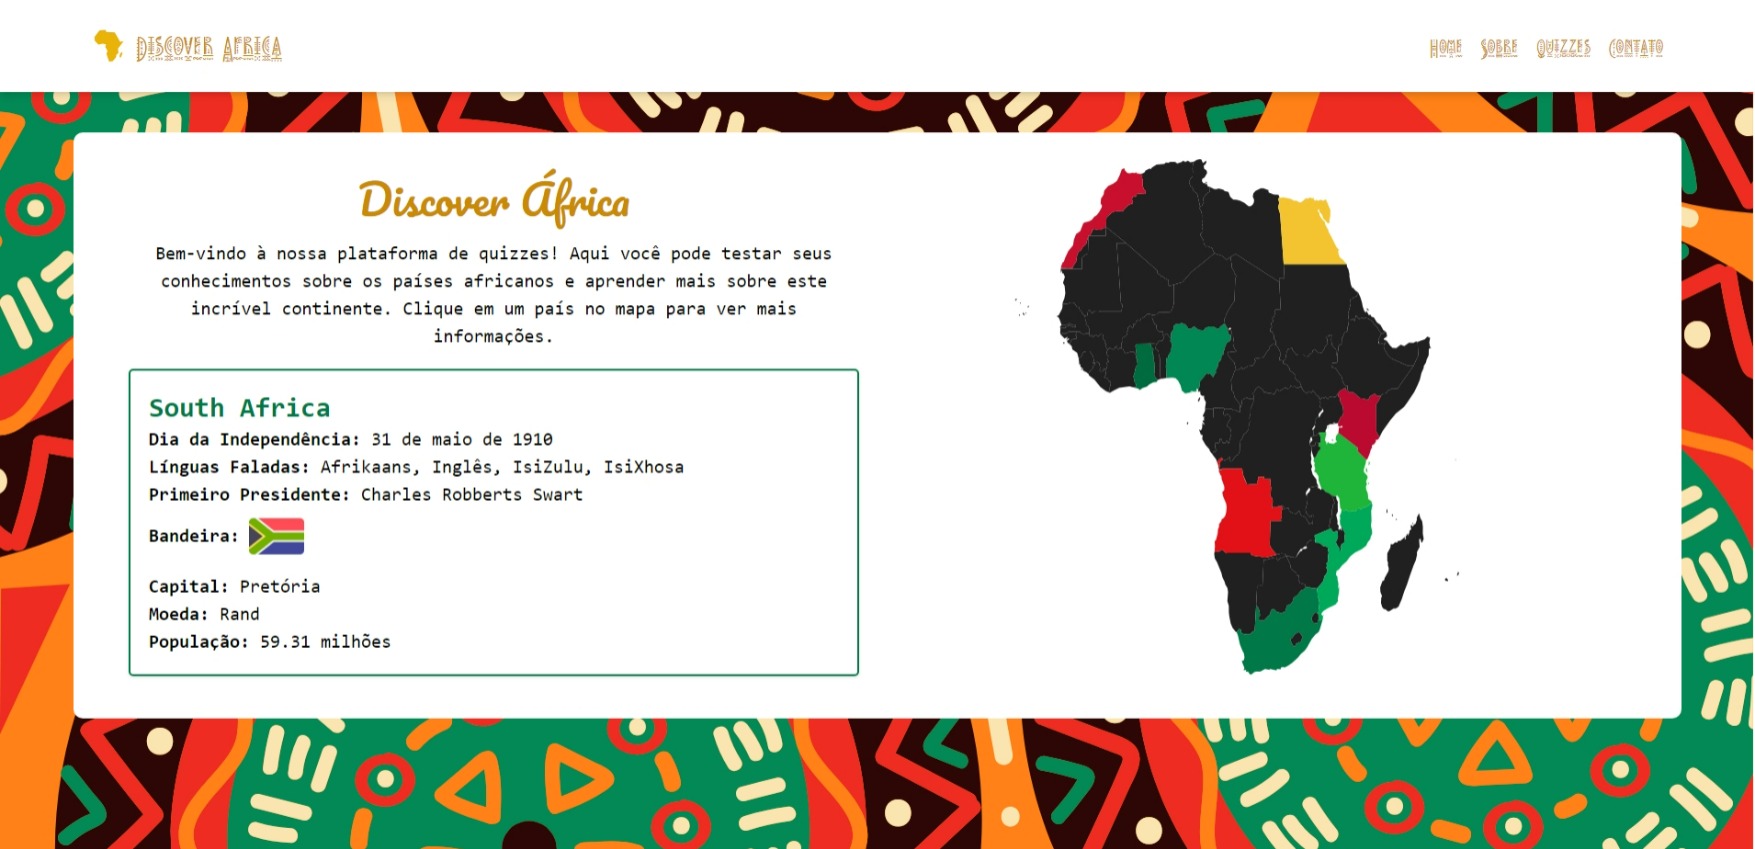 Discover Africa
Home Sobre Quizzes Contato
Discover África
Bem-vindo à nossa plataforma de quizzes! Aqui você pode testar seus
conhecimentos sobre os países africanos e aprender mais sobre este
incrível continente. Clique em um país no mapa para ver mais
informações.
South Africa
Dia da Independência: 31 de maio de 1910
Línguas Faladas: Afrikaans, Inglês, IsiZulu, IsiXhosa
Primeiro Presidente: Charles Robberts Swart
Bandeira:
Capital: Pretória
Moeda: Rand
População: 59.31 milhões